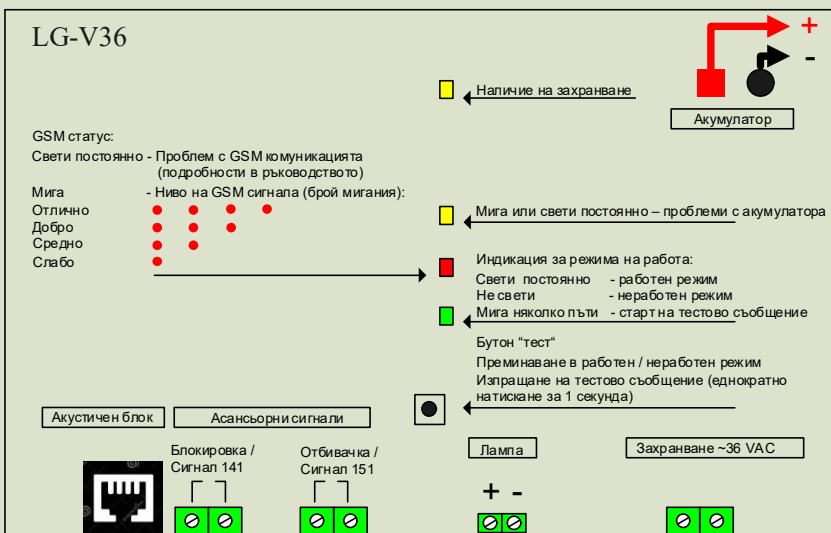 LG-V36
+
-
Акумулатор
Наличие на захранване
GSM статус:
Свети постоянно - Проблем с GSM комуникацията
(подробности в ръководството)
Мига - Ниво на GSM сигнала (брой мигания):
Отлично
Добро
Средно
Слабо
Мига или свети постоянно – проблеми с акумулатора
Индикация за режима на работа:
Свети постоянно - работен режим
Не свети - неработен режим
Мига няколко пъти - старт на тестово съобщение
Бутон "тест"
Преминаване в работен / неработен режим
Изпращане на тестово съобщение (еднократно
натискане за 1 секунда)
Акустичен блок
Асансьорни сигнали
Блокировка /
Сигнал 141
Отбивачка /
Сигнал 151
Лампа
+ -
Захранване ~36 VAC